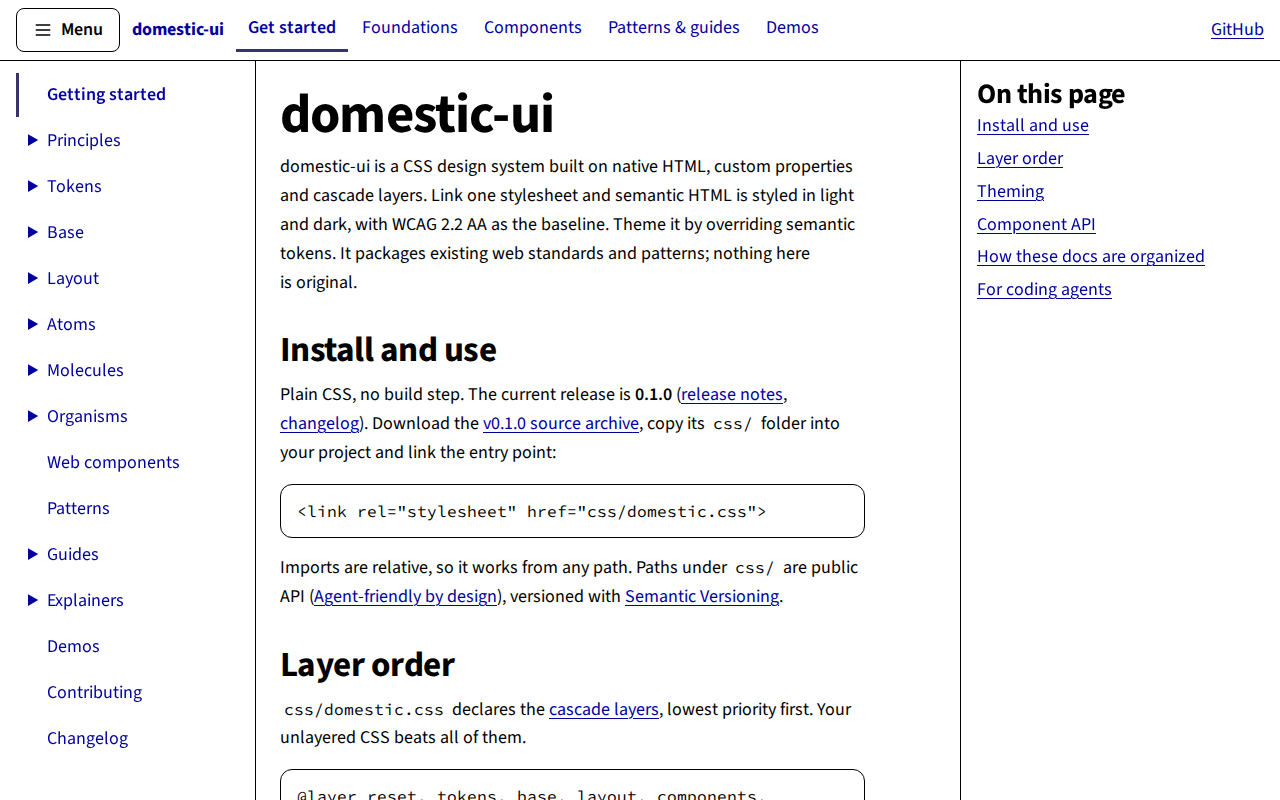 Menu
domestic-ui
Get started
Foundations
Components
Patterns & guides
Demos
GitHub
Getting started
Principles
Tokens
Base
Layout
Atoms
Molecules
Organisms
Web components
Patterns
Guides
Explainers
Demos
Contributing
Changelog
domestic-ui
domestic-ui is a CSS design system built on native HTML, custom properties
and cascade layers. Link one stylesheet and semantic HTML is styled in light
and dark, with WCAG 2.2 AA as the baseline. Theme it by overriding semantic
tokens. It packages existing web standards and patterns; nothing here
is original.
Install and use
Plain CSS, no build step. The current release is 0.1.0 (release notes,
changelog). Download the v0.1.0 source archive, copy its css/ folder into
your project and link the entry point:
<link rel="stylesheet" href="css/domestic.css">
Imports are relative, so it works from any path. Paths under css/ are public
API (Agent-friendly by design), versioned with Semantic Versioning.
Layer order
css/domestic.css declares the cascade layers, lowest priority first. Your
unlayered CSS beats all of them.
@layer reset, tokens, base, layout, components,
On this page
Install and use
Layer order
Theming
Component API
How these docs are organized
For coding agents